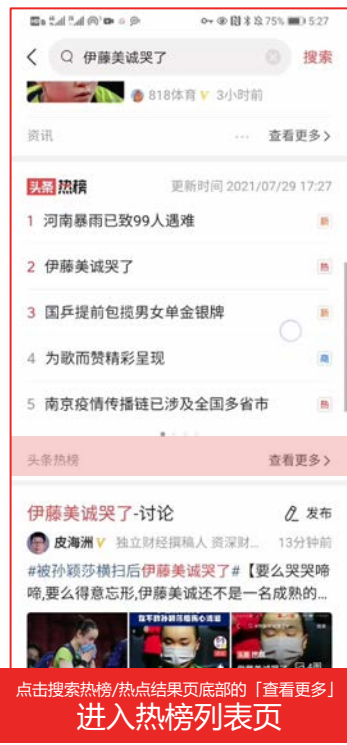 75% 5:27
伊藤美诚哭了 搜索
818体育 V 3小时前
资讯 ... 查看更多>
头条 热榜 更新时间 2021/07/29 17:27
1 河南暴雨已致99人遇难 新
2 伊藤美诚哭了 热
3 国乒提前包揽男女单金银牌 新
4 为歌而赞精彩呈现 商
5 南京疫情传播链已涉及全国多省市 热
头条热榜 查看更多>
伊藤美诚哭了-讨论 发布
皮海洲 V 独立财经撰稿人 资深财... 13分钟前
#被孙颖莎横扫后伊藤美诚哭了#【要么哭哭啼
啼,要么得意忘形,伊藤美诚还不是一名成熟的...
点击搜索热榜/热点结果页底部的「查看更多」
进入热榜列表页